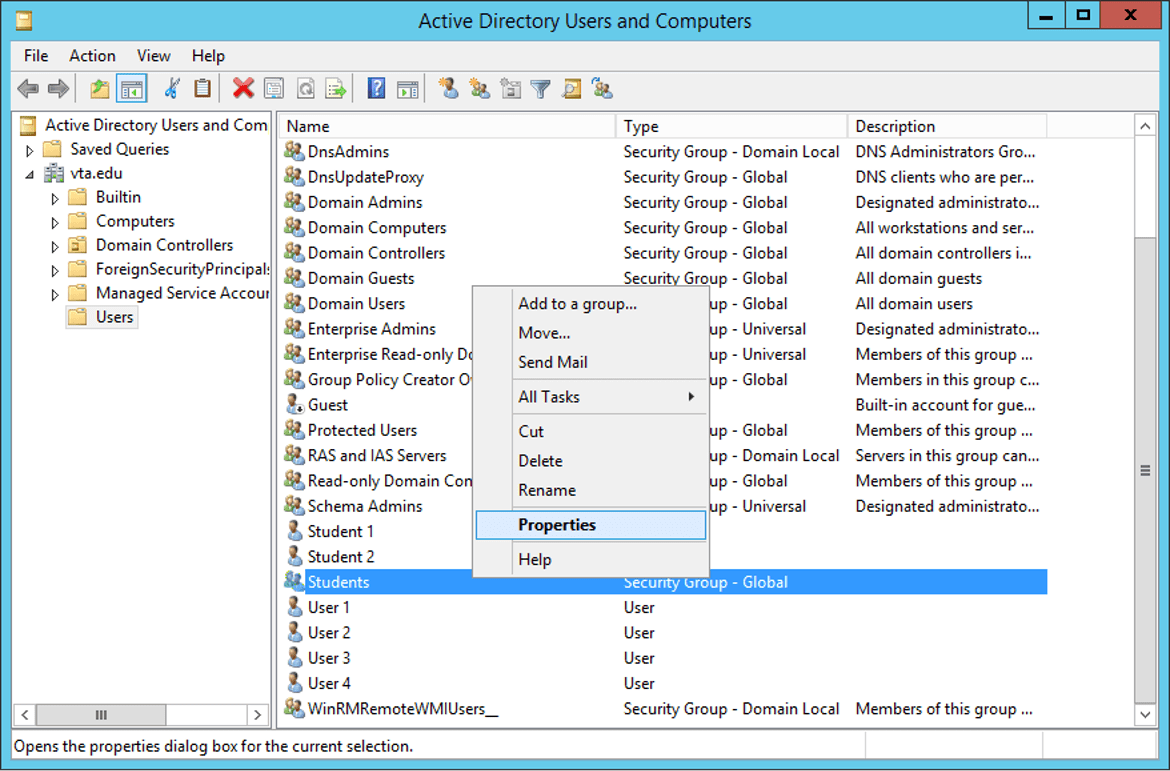 Active Directory Users and Computers
File Action View Help
Active Directory Users and Com
Saved Queries
vta.edu
Builtin
Computers
Domain Controllers
ForeignSecurityPrincipals
Managed Service Accour
Users
Name Type Description
DnsAdmins Security Group - Domain Local DNS Administrators Gro...
DnsUpdateProxy Security Group - Global DNS clients who are per...
Domain Admins Security Group - Global Designated administrato...
Domain Computers Security Group - Global All workstations and ser...
Domain Controllers Security Group - Global All domain controllers i...
Domain Guests Security Group - Global All domain guests
Domain Users up - Global All domain users
Enterprise Admins up - Universal Designated administrato...
Enterprise Read-only Do up - Universal Members of this group ...
Group Policy Creator O up - Global Members in this group c...
Guest Built-in account for gue...
Protected Users up - Global Members of this group ...
RAS and IAS Servers up - Domain Local Servers in this group can...
Read-only Domain Con up - Global Members of this group ...
Schema Admins up - Universal Designated administrato...
Student 1
Student 2
Students Security Group - Global
User 1 User
User 2 User
User 3 User
User 4 User
WinRMRemoteWMIUsers__ Security Group - Domain Local Members of this group ...
Add to a group...
Move...
Send Mail
All Tasks
Cut
Delete
Rename
Properties
Help
Opens the properties dialog box for the current selection.